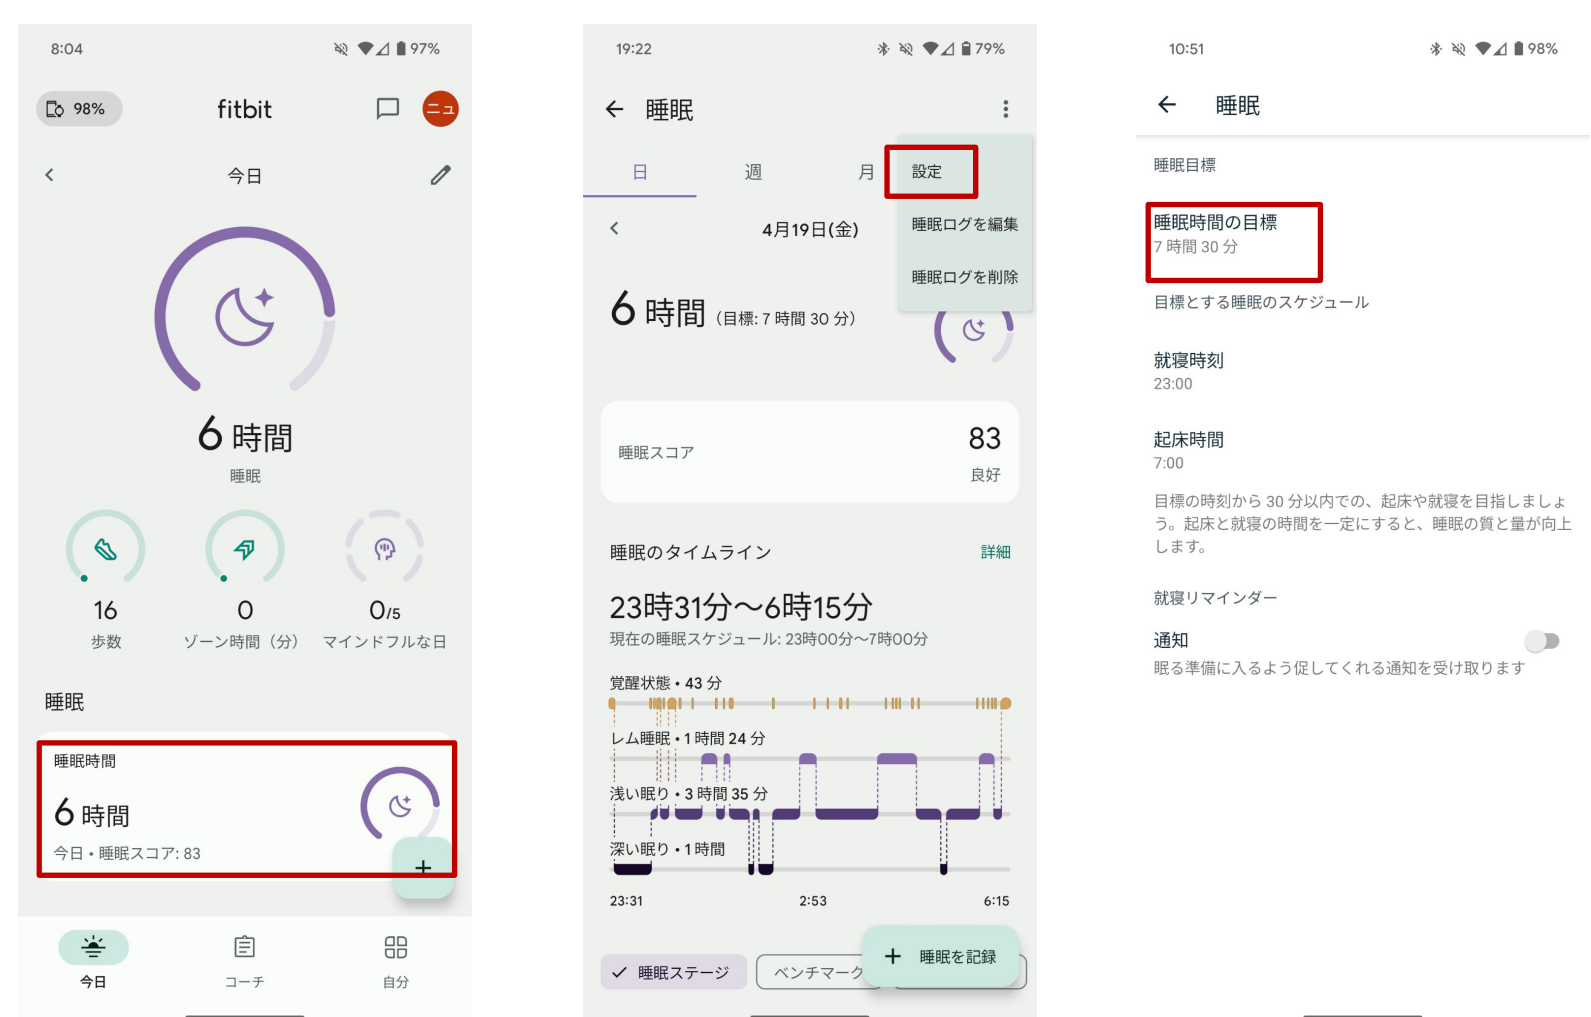 8:04
97%
98%
fitbit
ニュ
今日
6 時間
睡眠
16
歩数
0
ゾーン時間（分）
0/5
マインドフルな日
睡眠
睡眠時間
6 時間
今日・睡眠スコア: 83
+
今日
コーチ
自分
19:22
79%
睡眠
日
週
月
設定
睡眠ログを編集
睡眠ログを削除
4月19日(金)
6 時間（目標: 7 時間 30 分）
睡眠スコア
83
良好
睡眠のタイムライン
詳細
23時31分～6時15分
現在の睡眠スケジュール: 23時00分～7時00分
覚醒状態・43 分
レム睡眠・1 時間 24 分
浅い眠り・3 時間 35 分
深い眠り・1 時間
23:31
2:53
6:15
睡眠ステージ
ベンチマーク
+ 睡眠を記録
10:51
98%
睡眠
睡眠目標
睡眠時間の目標
7 時間 30 分
目標とする睡眠のスケジュール
就寝時刻
23:00
起床時間
7:00
目標の時刻から 30 分以内での、起床や就寝を目指しましょ
う。起床と就寝の時間を一定にすると、睡眠の質と量が向上
します。
就寝リマインダー
通知
眠る準備に入るよう促してくれる通知を受け取ります